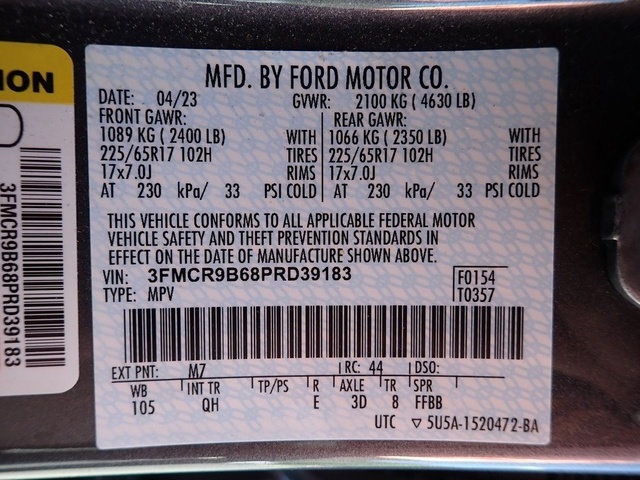 ION
3FMCR9B68PRD39183
MFD. BY FORD MOTOR CO.
DATE: 04/23 GVWR: 2100 KG (4630 LB)
FRONT GAWR: REAR GAWR:
1089 KG (2400 LB) WITH 1066 KG (2350 LB) WITH
225/65R17 102H TIRES 225/65R17 102H TIRES
17x7.0J RIMS 17x7.0J RIMS
AT 230 kPa/ 33 PSI COLD AT 230 kPa/ 33 PSI COLD
THIS VEHICLE CONFORMS TO ALL APPLICABLE FEDERAL MOTOR
VEHICLE SAFETY AND THEFT PREVENTION STANDARDS IN
EFFECT ON THE DATE OF MANUFACTURE SHOWN ABOVE.
VIN: 3FMCR9B68PRD39183 F0154
TYPE: MPV T0357
EXT PNT: M7 RC: 44 DSO:
WB INT TR TP/PS R AXLE TR SPR
105 QH E 3D 8 FFBB
UTC ▽ 5U5A-1520472-BA